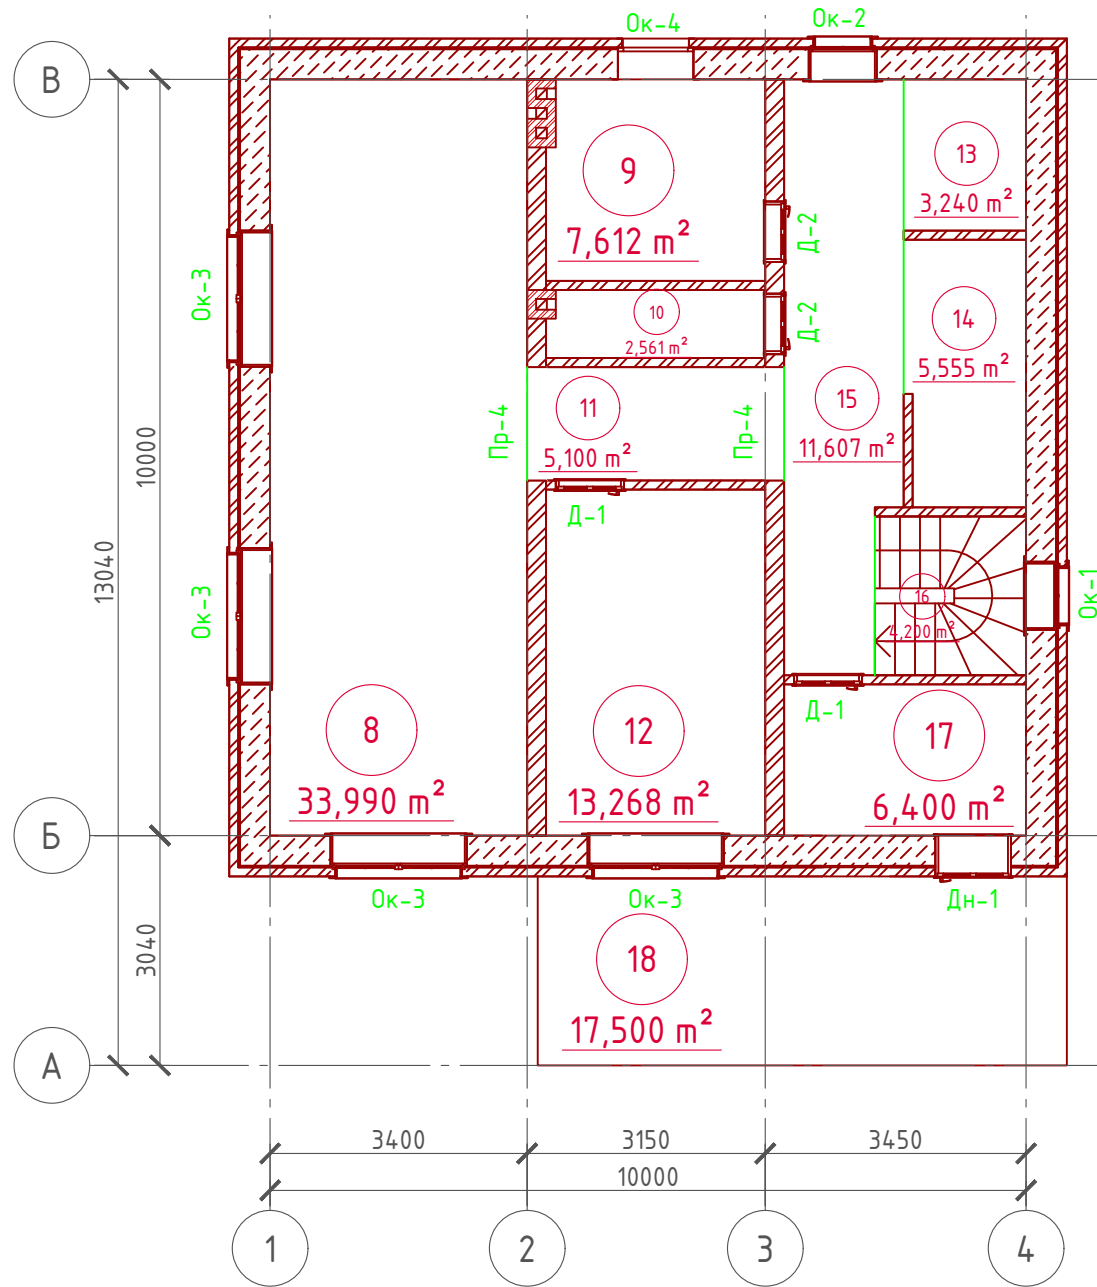 Ок-4
Ок-2
В
9
7,612 m²
13
3,240 m²
Д-2
Ок-3
10
2,561 m²
Д-2
14
5,555 m²
11
5,100 m²
Пр-4
Пр-4
15
11,607 m²
10000
13040
Д-1
Ок-3
16
4,200 m²
Ок-1
8
33,990 m²
12
13,268 m²
Д-1
17
6,400 m²
Б
Ок-3
Ок-3
Дн-1
3040
18
17,500 m²
А
3400
3150
3450
10000
1
2
3
4